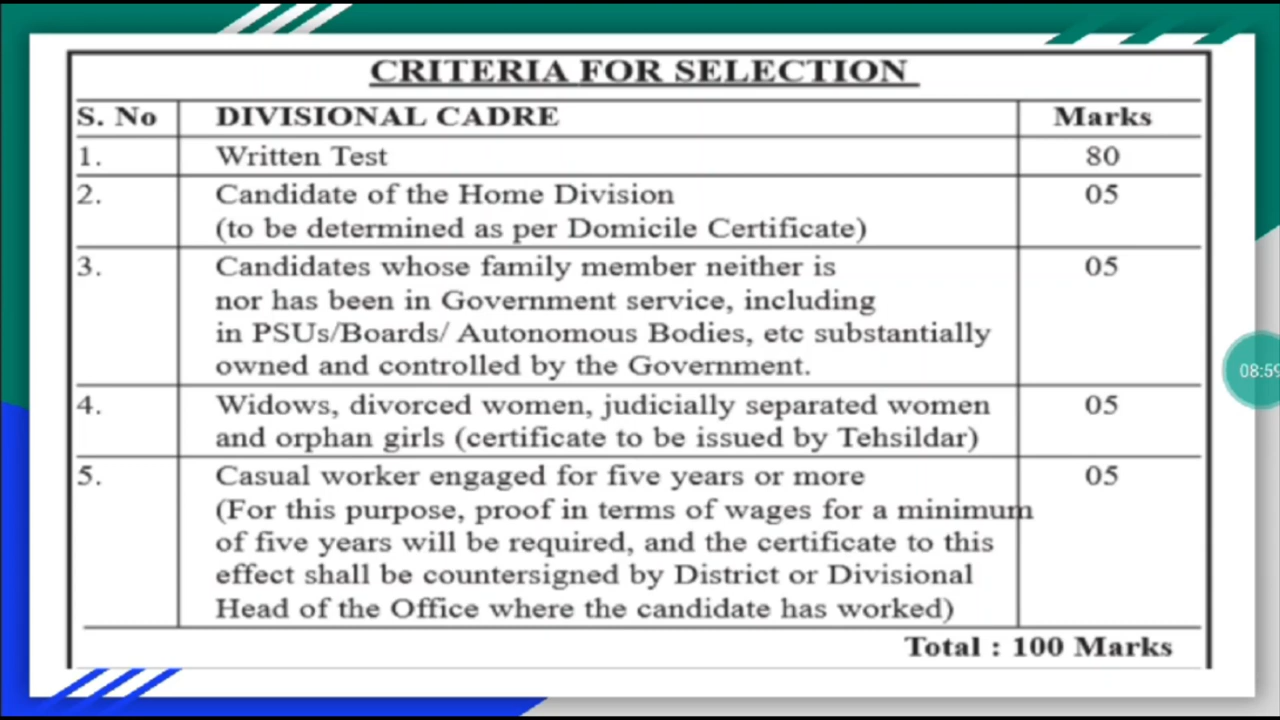 CRITERIA FOR SELECTION
S. No DIVISIONAL CADRE Marks
1. Written Test 80
2. Candidate of the Home Division 05
(to be determined as per Domicile Certificate)
3. Candidates whose family member neither is 05
nor has been in Government service, including
in PSUs/Boards/ Autonomous Bodies, etc substantially
owned and controlled by the Government.
4. Widows, divorced women, judicially separated women 05
and orphan girls (certificate to be issued by Tehsildar)
5. Casual worker engaged for five years or more 05
(For this purpose, proof in terms of wages for a minimum
of five years will be required, and the certificate to this
effect shall be countersigned by District or Divisional
Head of the Office where the candidate has worked)
Total : 100 Marks
08:59